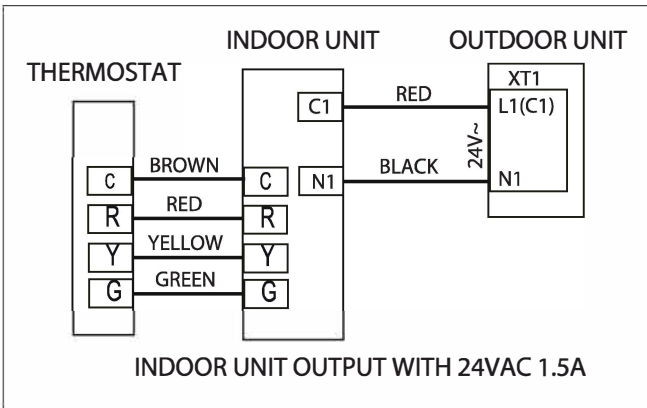 INDOOR UNIT OUTDOOR UNIT
THERMOSTAT
XT1
C1 RED L1(C1)
24V~
BROWN BLACK
C C N1 N1
RED
R R
YELLOW
Y Y
GREEN
G G
INDOOR UNIT OUTPUT WITH 24VAC 1.5A